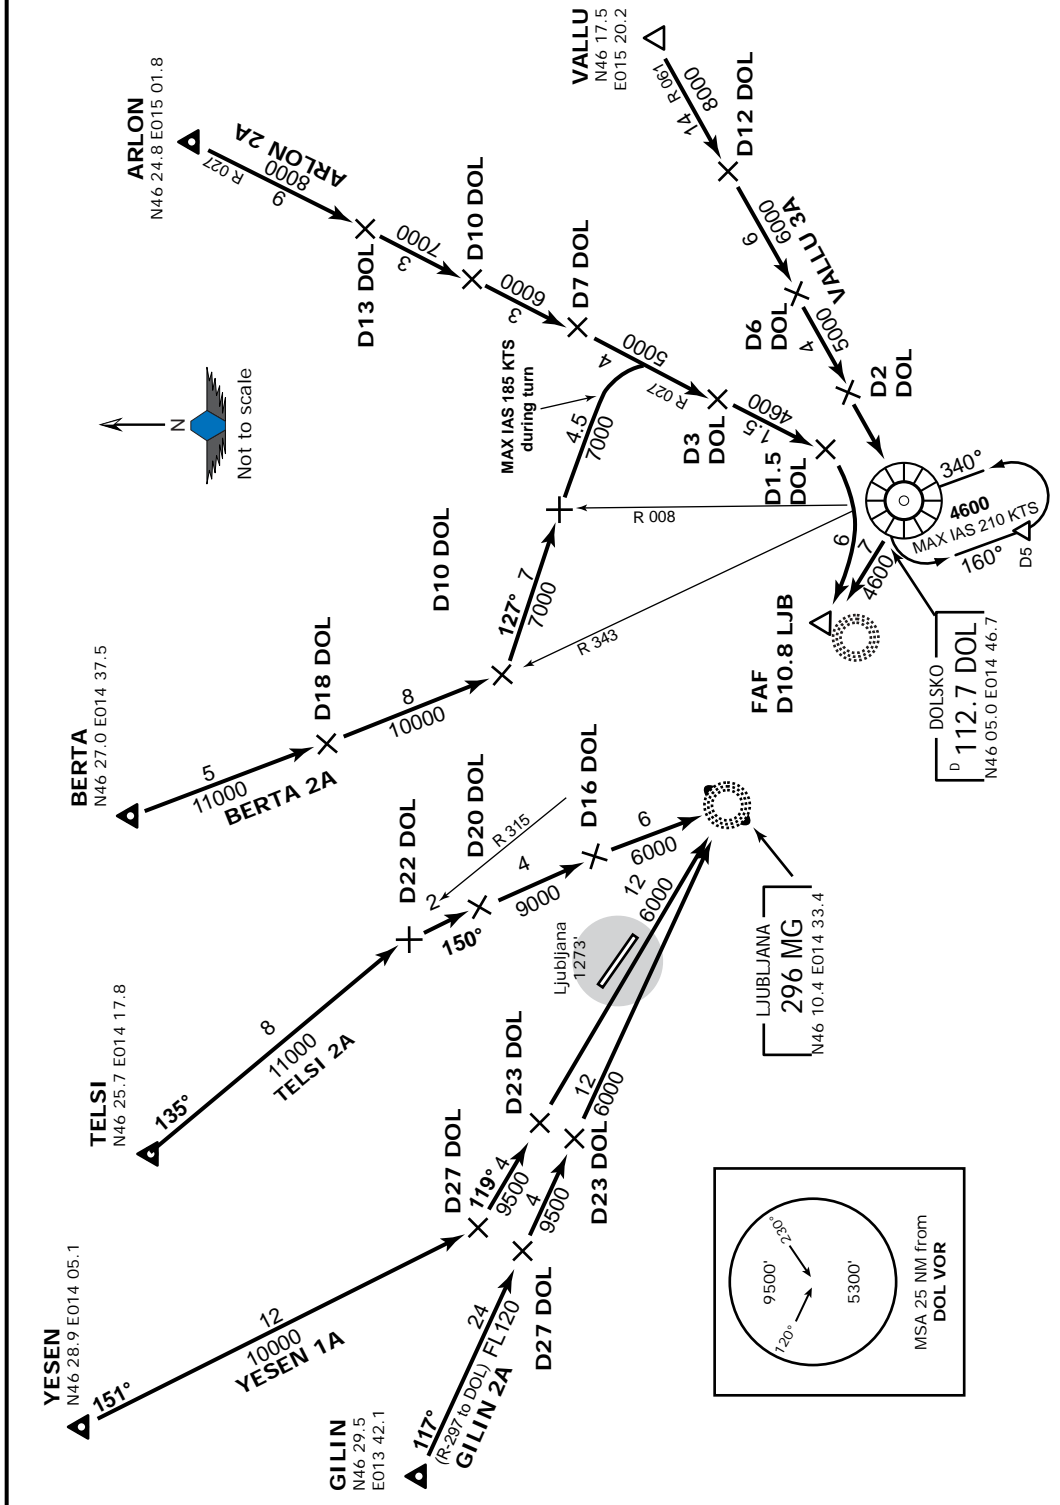 ARLON
N46 24.8 E015 01.8
R 027
9
8000
ARLON 2A
D13 DOL
3
7000
D10 DOL
3
6000
D7 DOL
4
5000
R 027
D3
DOL
1.5
4600
D1.5
DOL
6
VALLU
N46 17.5
E015 20.2
14
R 061
8000
D12 DOL
6
6000
VALLU 3A
D6
DOL
4
5000
D2
DOL
N
Not to scale
MAX IAS 185 KTS
during turn
4.5
7000
D10 DOL
R 008
127°
7
7000
R 343
BERTA
N46 27.0 E014 37.5
5
11000
BERTA 2A
D18 DOL
8
10000
340°
4600
MAX IAS 210 KTS
160°
D5
7
4600
FAF
D10.8 LJB
DOLSKO
D
112.7 DOL
N46 05.0 E014 46.7
TELSI
N46 25.7 E014 17.8
135°
8
11000
TELSI 2A
D22 DOL
2
150°
D20 DOL
R 315
4
9000
D16 DOL
6
6000
Ljubljana
1273'
LJUBLJANA
296 MG
N46 10.4 E014 33.4
YESEN
N46 28.9 E014 05.1
151°
12
10000
YESEN 1A
D27 DOL
119°
4
9500
D23 DOL
12
6000
GILIN
N46 29.5
E013 42.1
117°
24
(R-297 to DOL)
FL120
GILIN 2A
D27 DOL
4
9500
D23 DOL
12
6000
230°
120°
9500'
5300'
MSA 25 NM from
DOL VOR